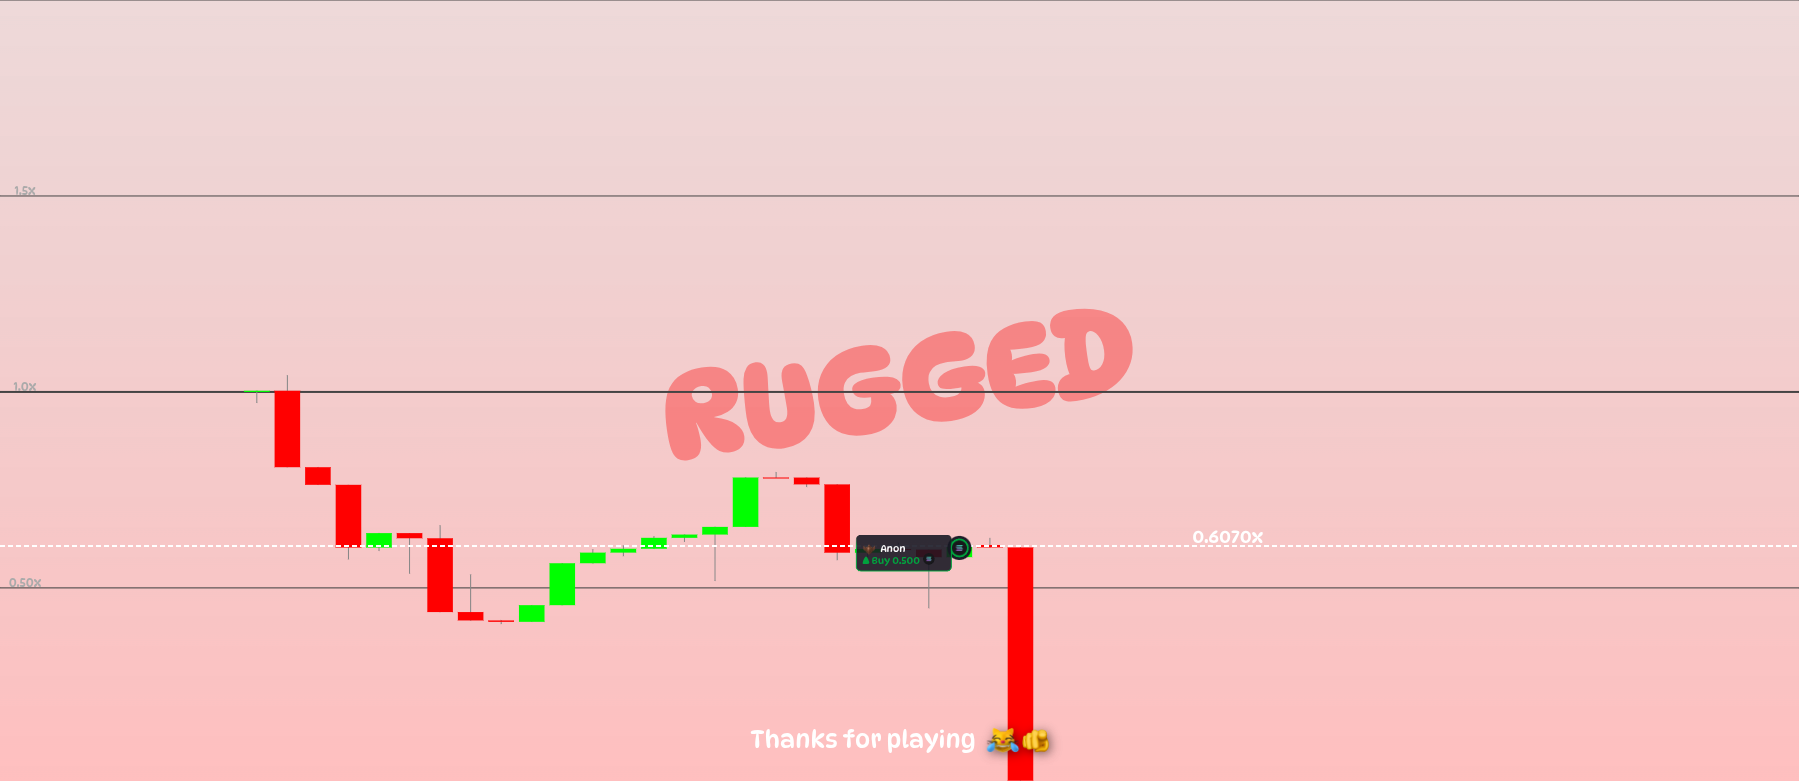 1.5X
RUGGED
1.0X
0.6070X
Anon
Buy 0.500
0.50X
Thanks for playing